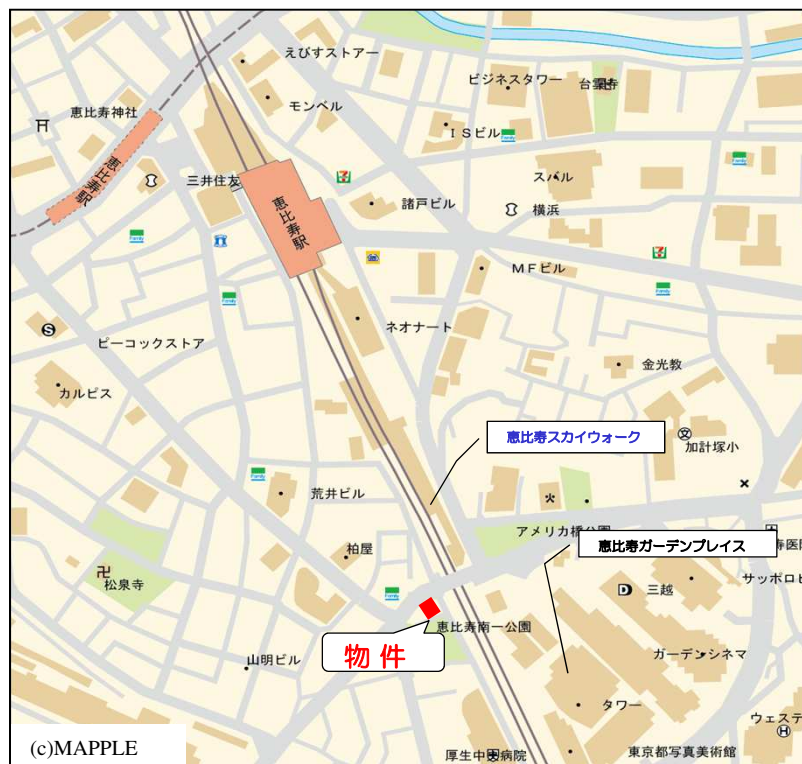 えびすストアー
ビジネスタワー
台雲寺
恵比寿神社
モンベル
ＩＳビル
Family
Family
恵比寿駅
三井住友
スバル
恵比寿駅
諸戸ビル
横浜
Family
ＭＦビル
Family
Family
ネオナート
ピーコックストア
金光教
カルピス
恵比寿スカイウォーク
文
加計塚小
Family
荒井ビル
アメリカ橋公園
柏屋
恵比寿ガーデンプレイス
松泉寺
Family
三越
サッポロビ
恵比寿南一公園
物 件
山明ビル
ガーデンシネマ
タワー
ウェステ
(c)MAPPLE
厚生中央病院
東京都写真美術館